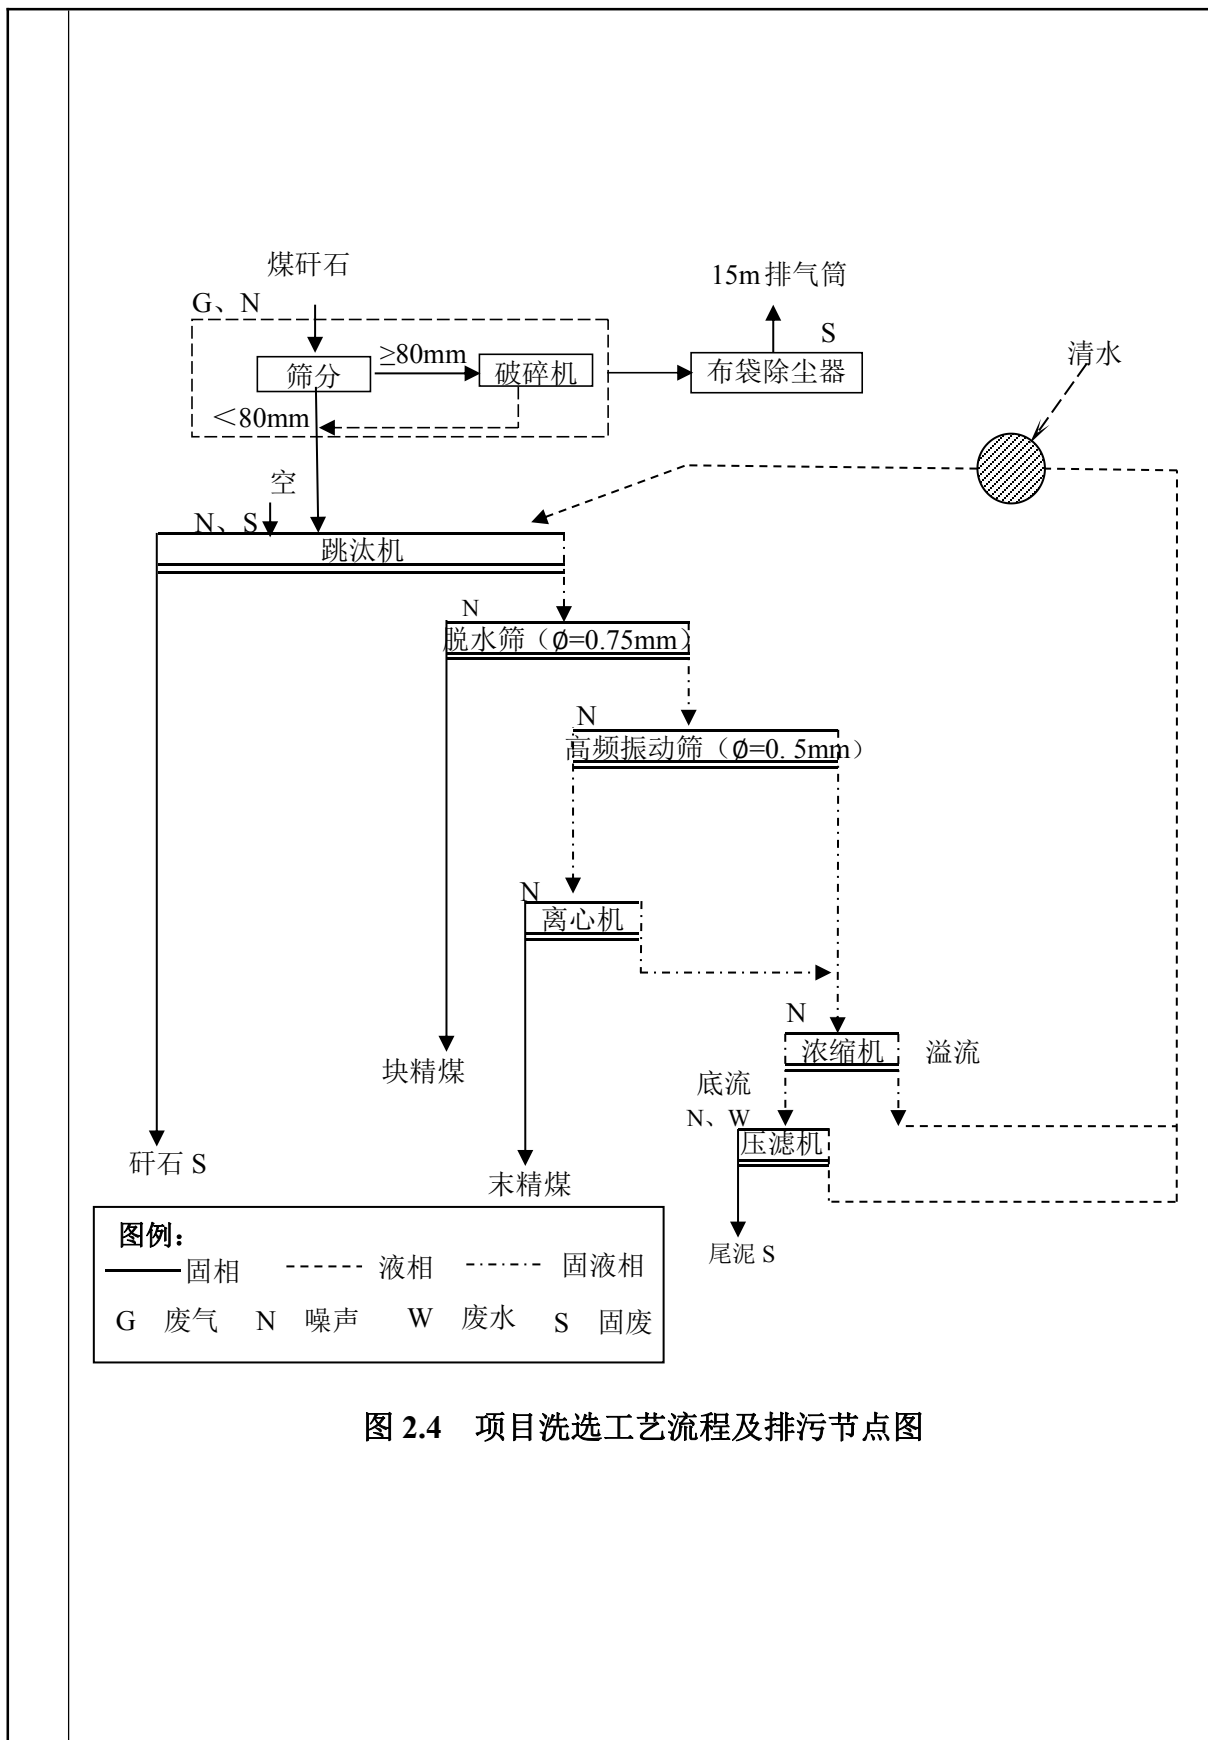 煤矸石
15m排气筒
G、N
S
清水
≥80mm
筛分
破碎机
布袋除尘器
＜80mm
空
N、S
跳汰机
N
脱水筛（Ø=0.75mm）
N
高频振动筛（Ø=0. 5mm）
N
离心机
N
浓缩机
溢流
块精煤
底流
N、W
压滤机
矸石 S
末精煤
尾泥 S
图例：
固相 液相 固液相
G 废气 N 噪声 W 废水 S 固废
图 2.4 项目洗选工艺流程及排污节点图